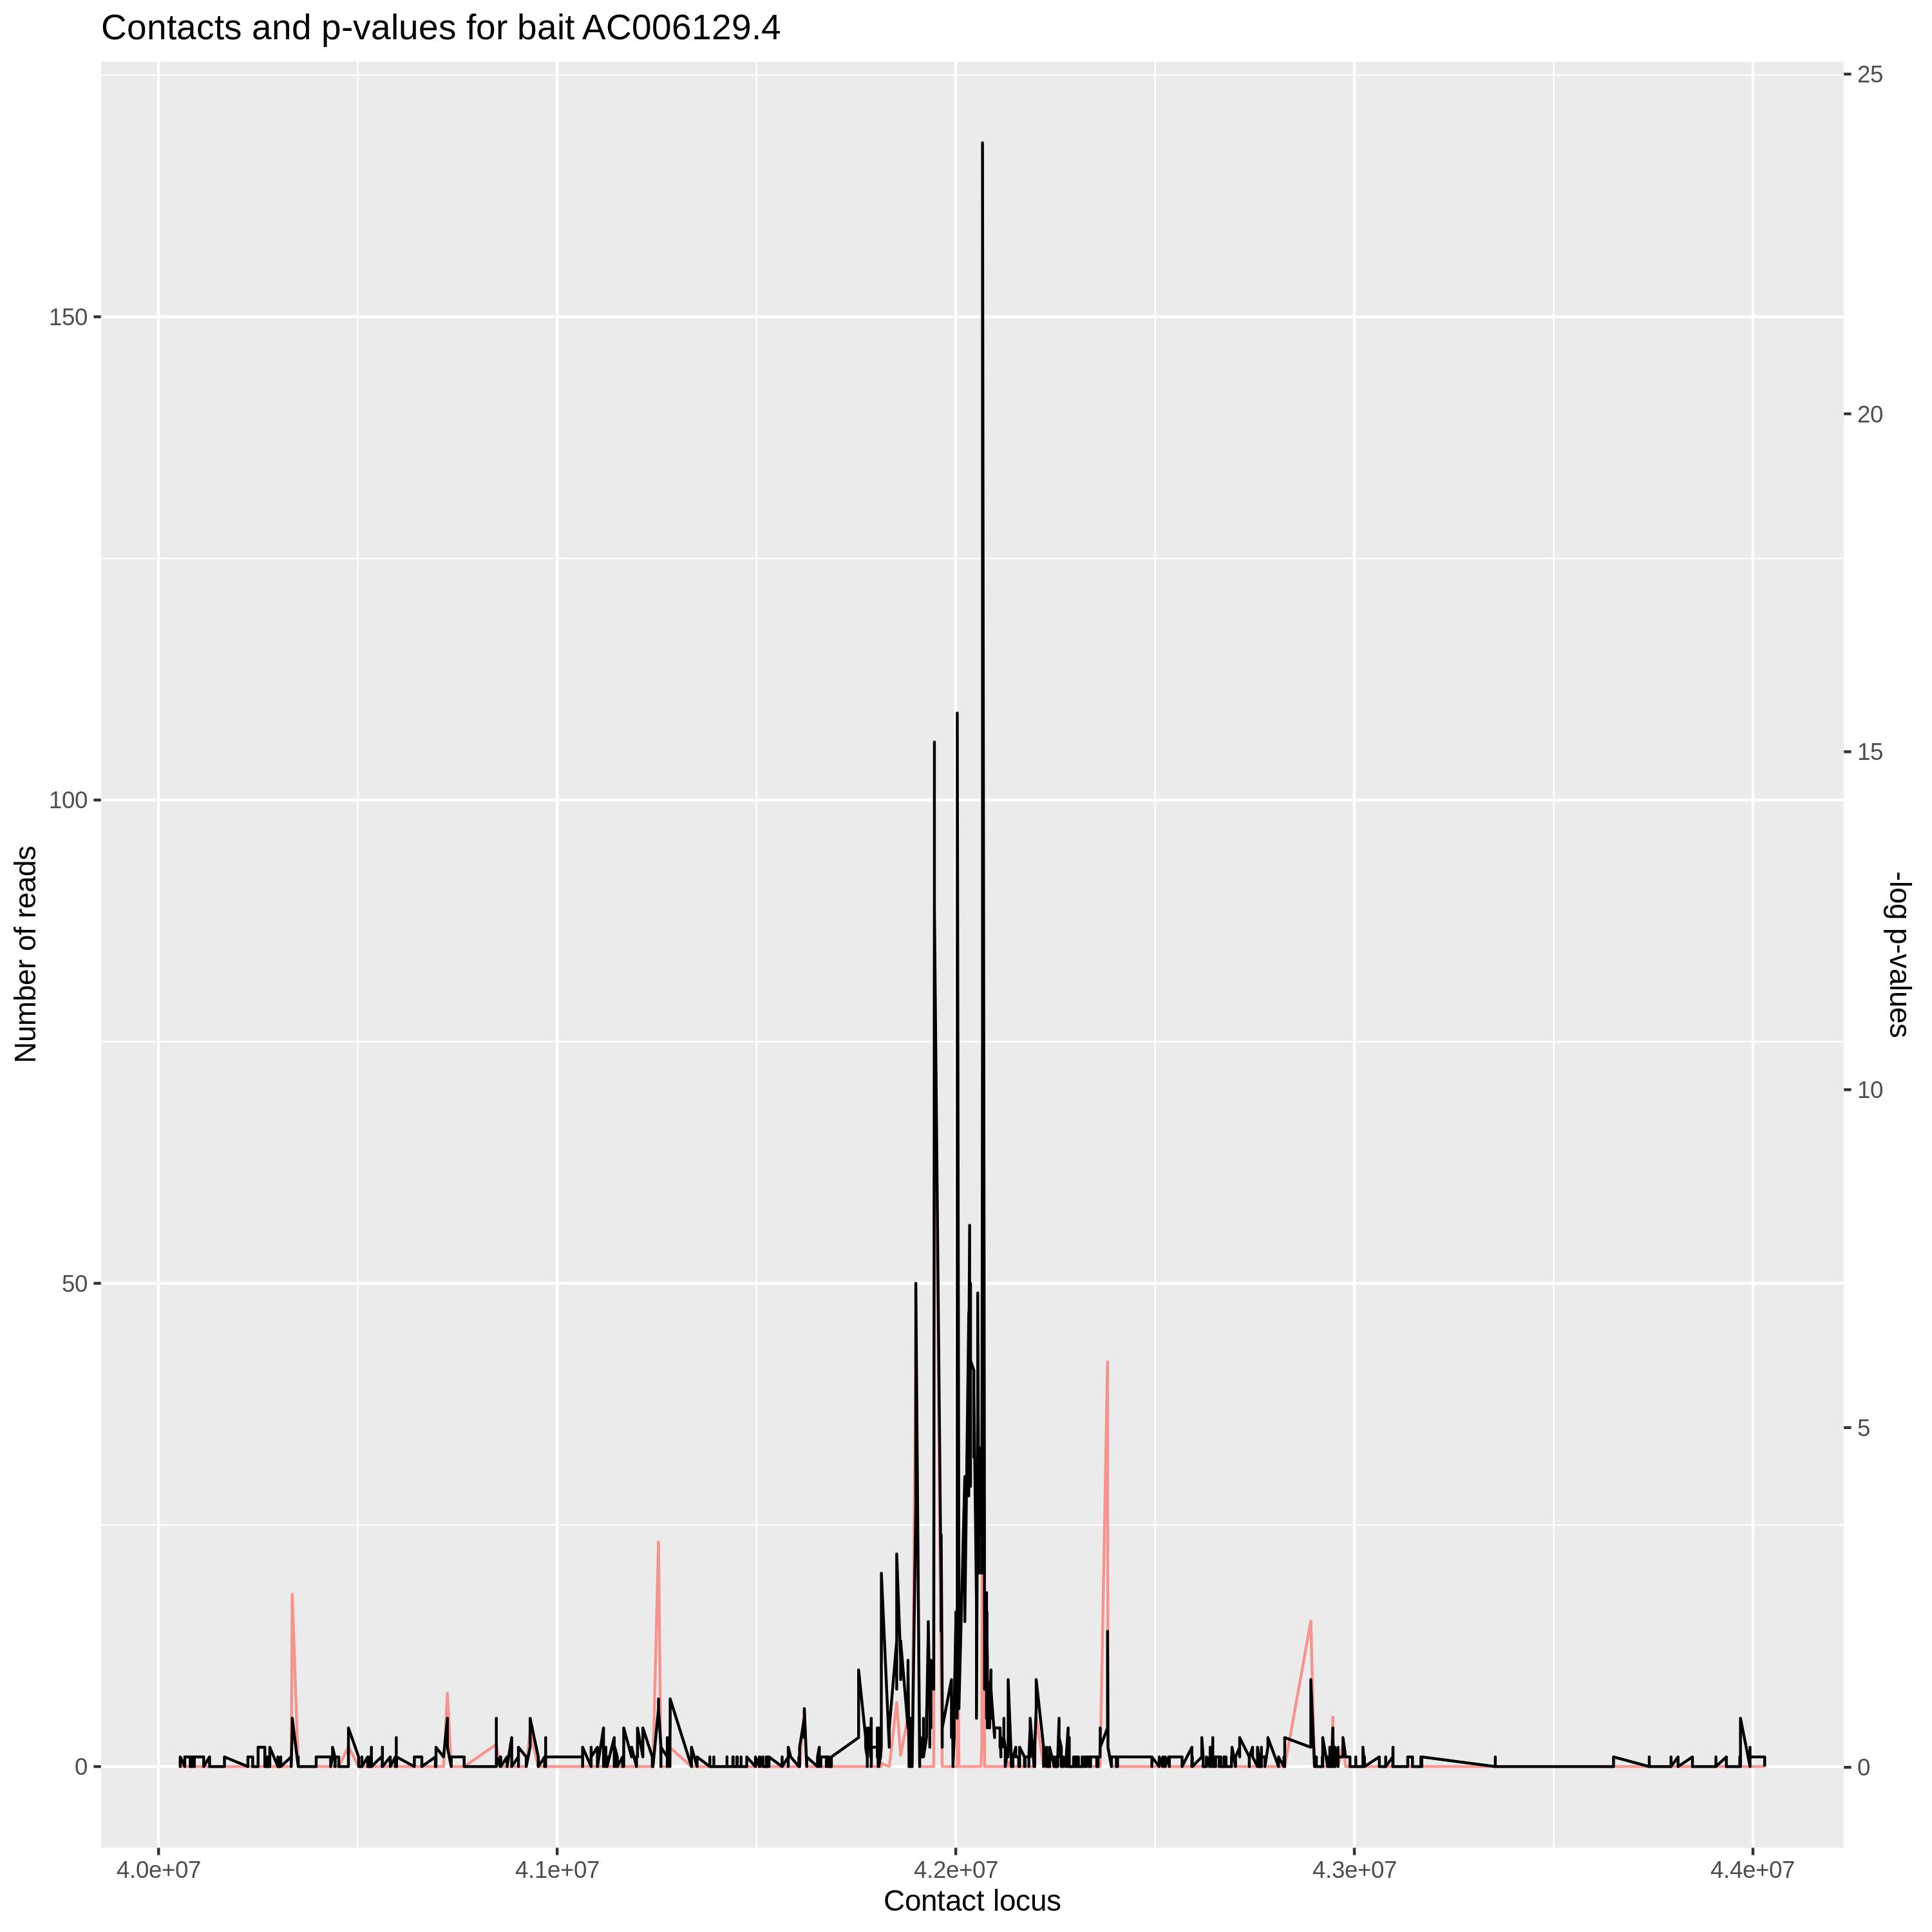 Contacts and p-values for bait AC006129.4
Number of reads
150
100
50
0
25
20
15
10
5
0
-log p-values
4.0e+07
4.1e+07
4.2e+07
4.3e+07
4.4e+07
Contact locus